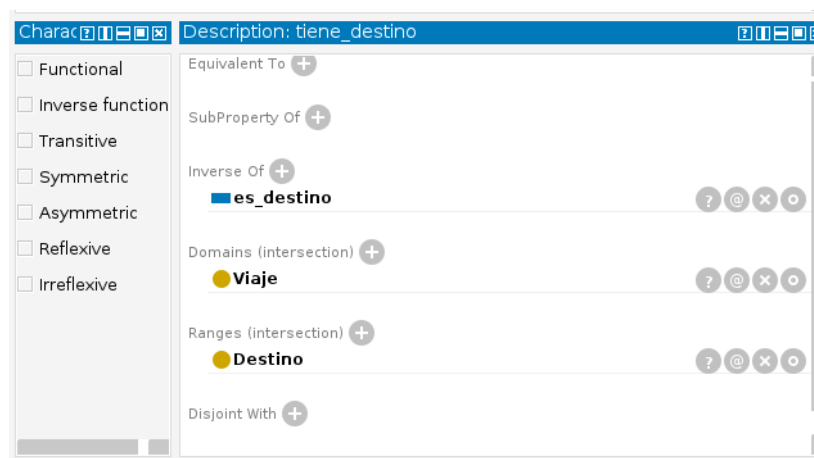 Charac
Functional
Inverse function
Transitive
Symmetric
Asymmetric
Reflexive
Irreflexive
Description: tiene_destino
Equivalent To
SubProperty Of
Inverse Of
es_destino
Domains (intersection)
Viaje
Ranges (intersection)
Destino
Disjoint With